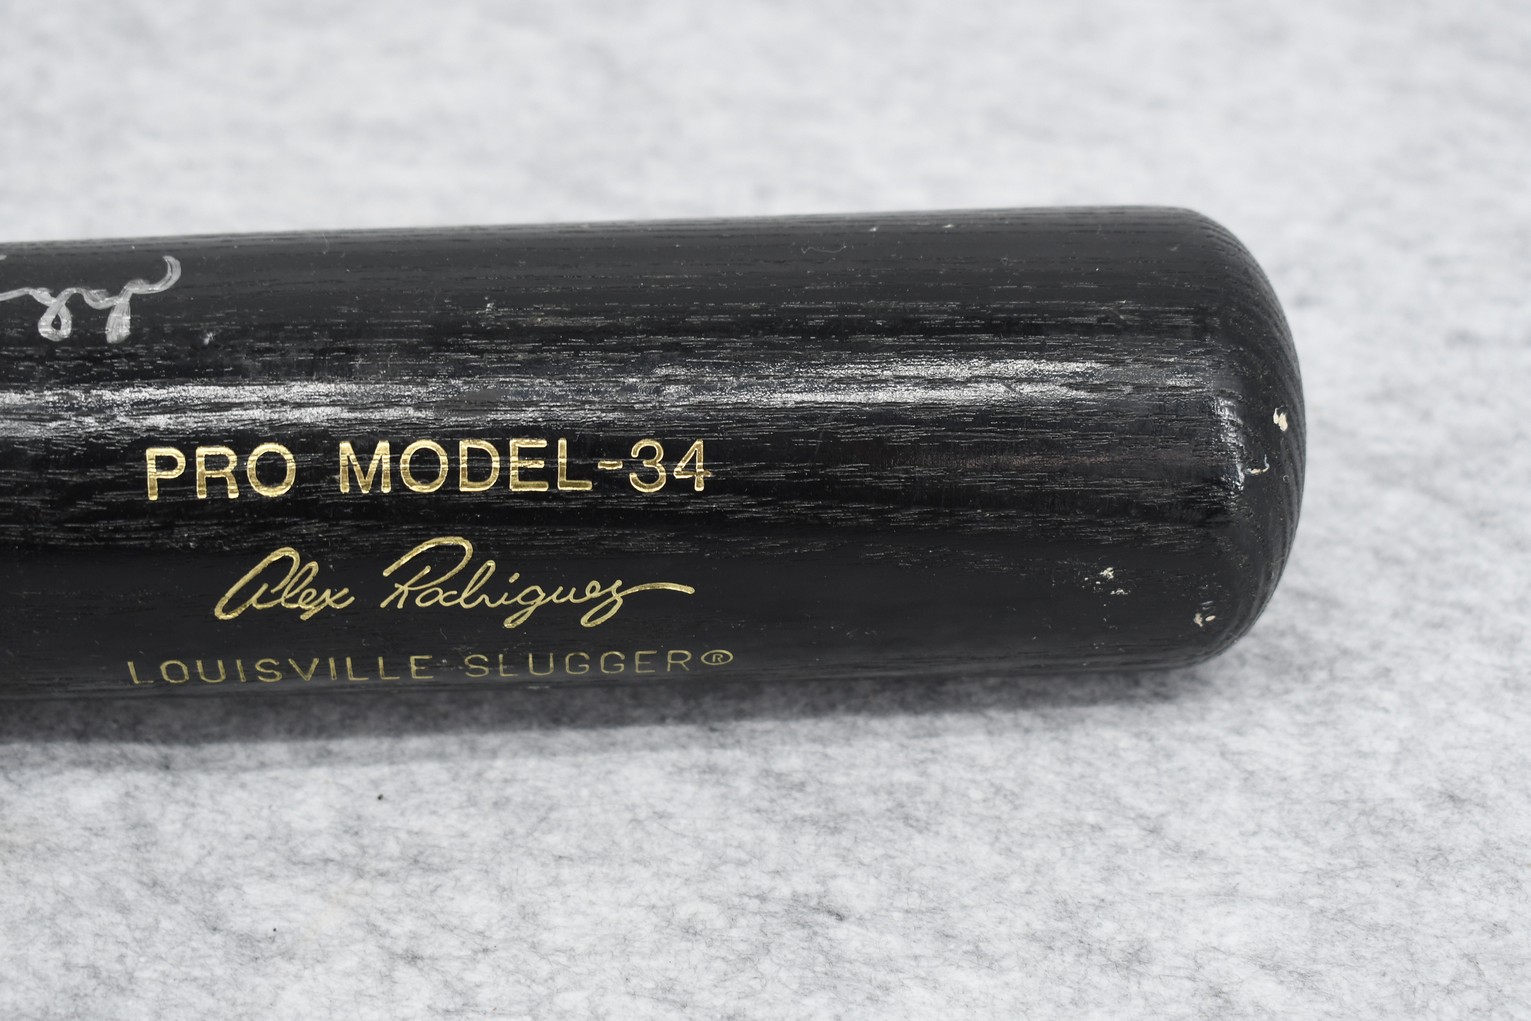 PRO MODEL-34
Alex Rodriguez
LOUISVILLE SLUGGER®